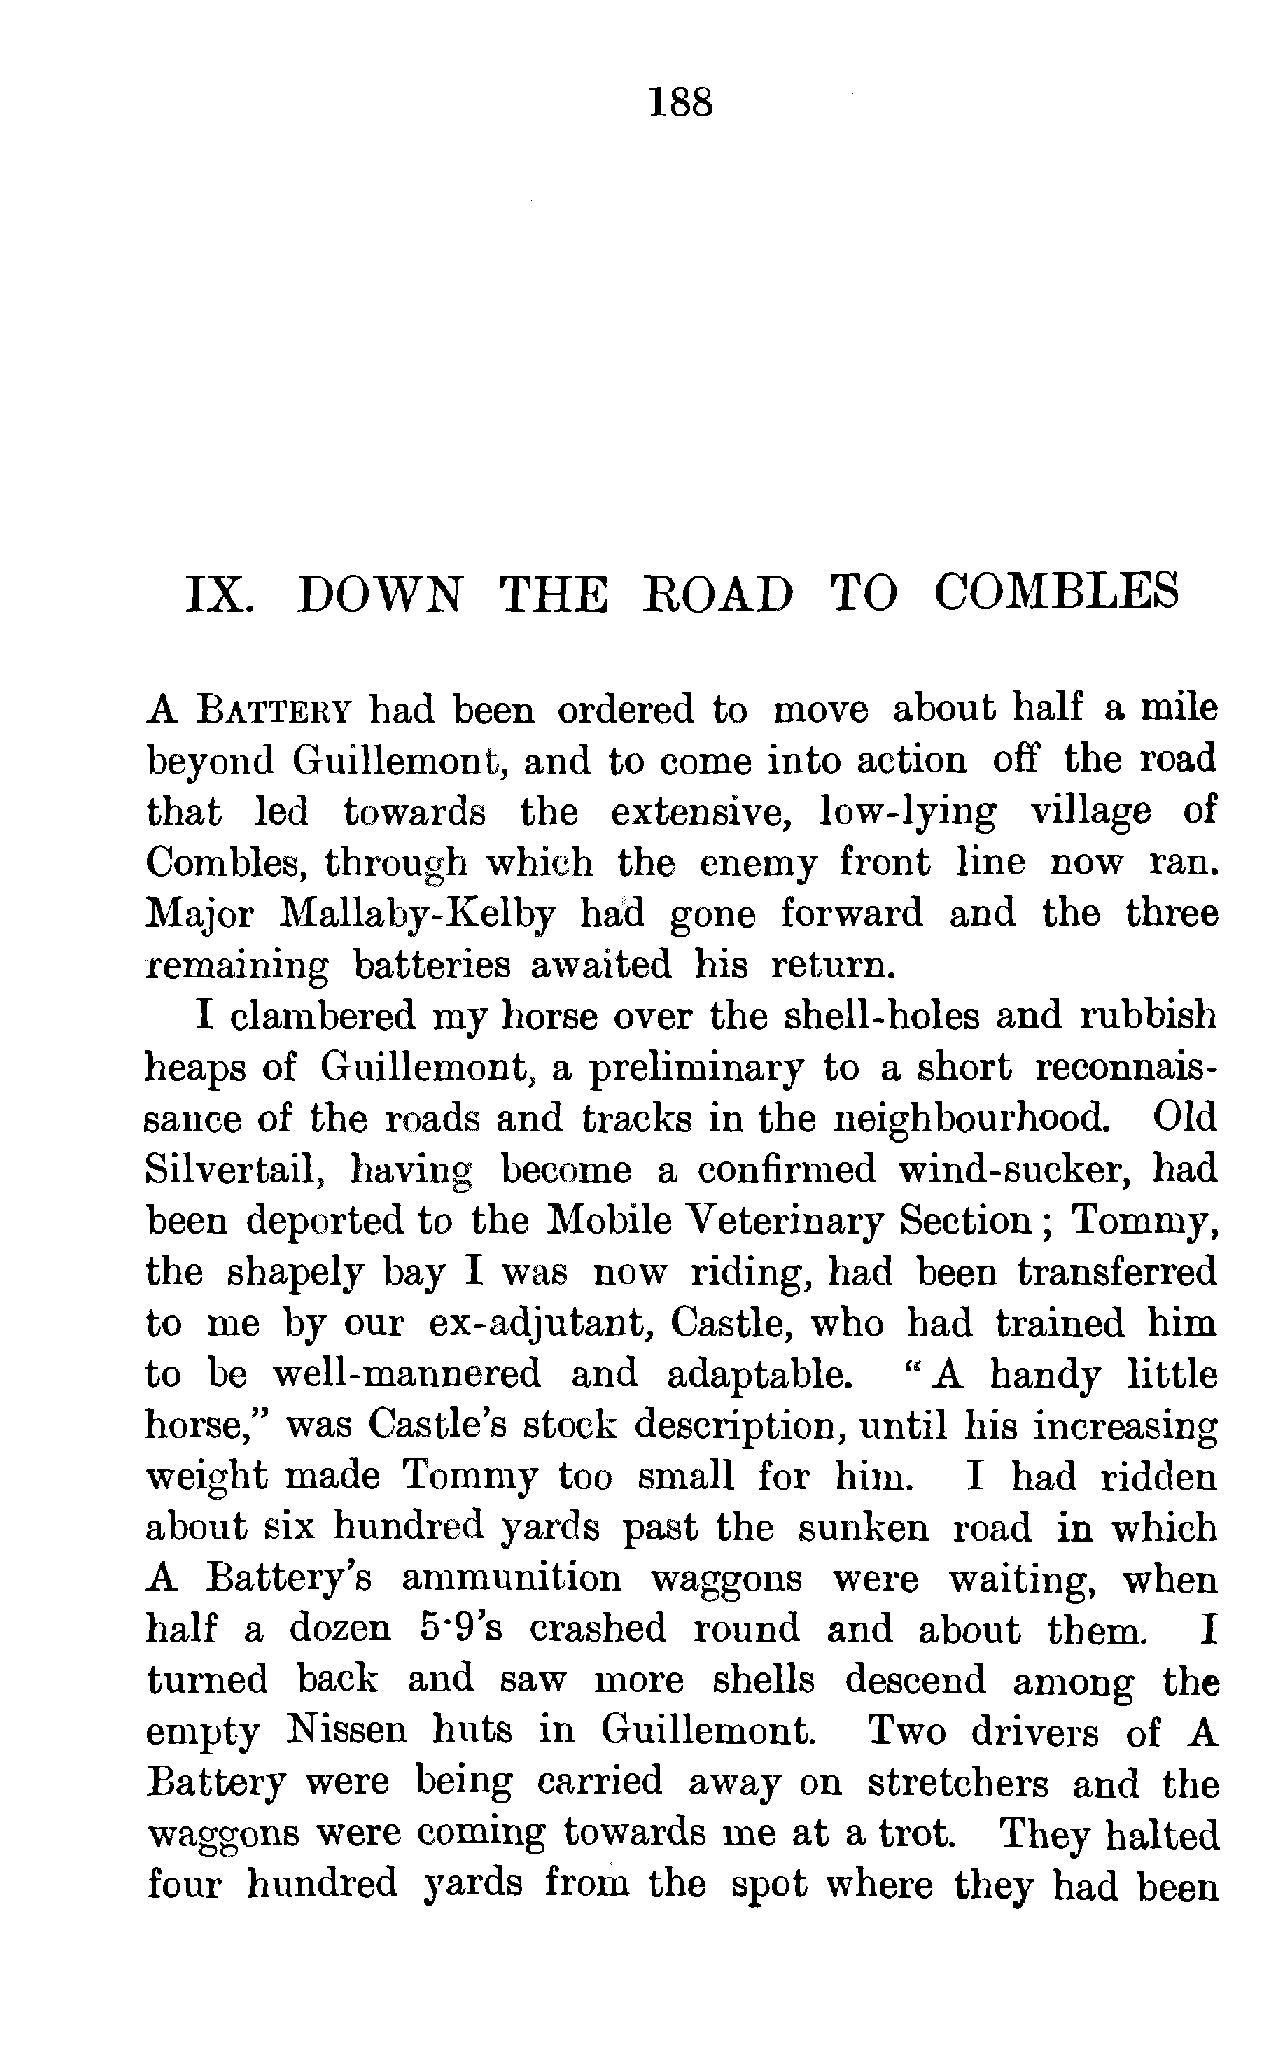 188
IX. DOWN THE ROAD TO COMBLES
A BATTERY had been ordered to move about half a mile
beyond Guillemont, and to come into action off the road
that led towards the extensive, low-lying village of
Combles, through which the enemy front line now ran.
Major Mallaby-Kelby had gone forward and the three
remaining batteries awaited his return.
I clambered my horse over the shell-holes and rubbish
heaps of Guillemont, a preliminary to a short reconnais-
sance of the roads and tracks in the neighbourhood. Old
Silvertail, having become a confirmed wind-sucker, had
been deported to the Mobile Veterinary Section ; Tommy,
the shapely bay I was now riding, had been transferred
to me by our ex-adjutant, Castle, who had trained him
to be well-mannered and adaptable. “ A handy little
horse,” was Castle’s stock description, until his increasing
weight made Tommy too small for him. I had ridden
about six hundred yards past the sunken road in which
A Battery’s ammunition waggons were waiting, when
half a dozen 5·9’s crashed round and about them. I
turned back and saw more shells descend among the
empty Nissen huts in Guillemont. Two drivers of A
Battery were being carried away on stretchers and the
waggons were coming towards me at a trot. They halted
four hundred yards from the spot where they had been